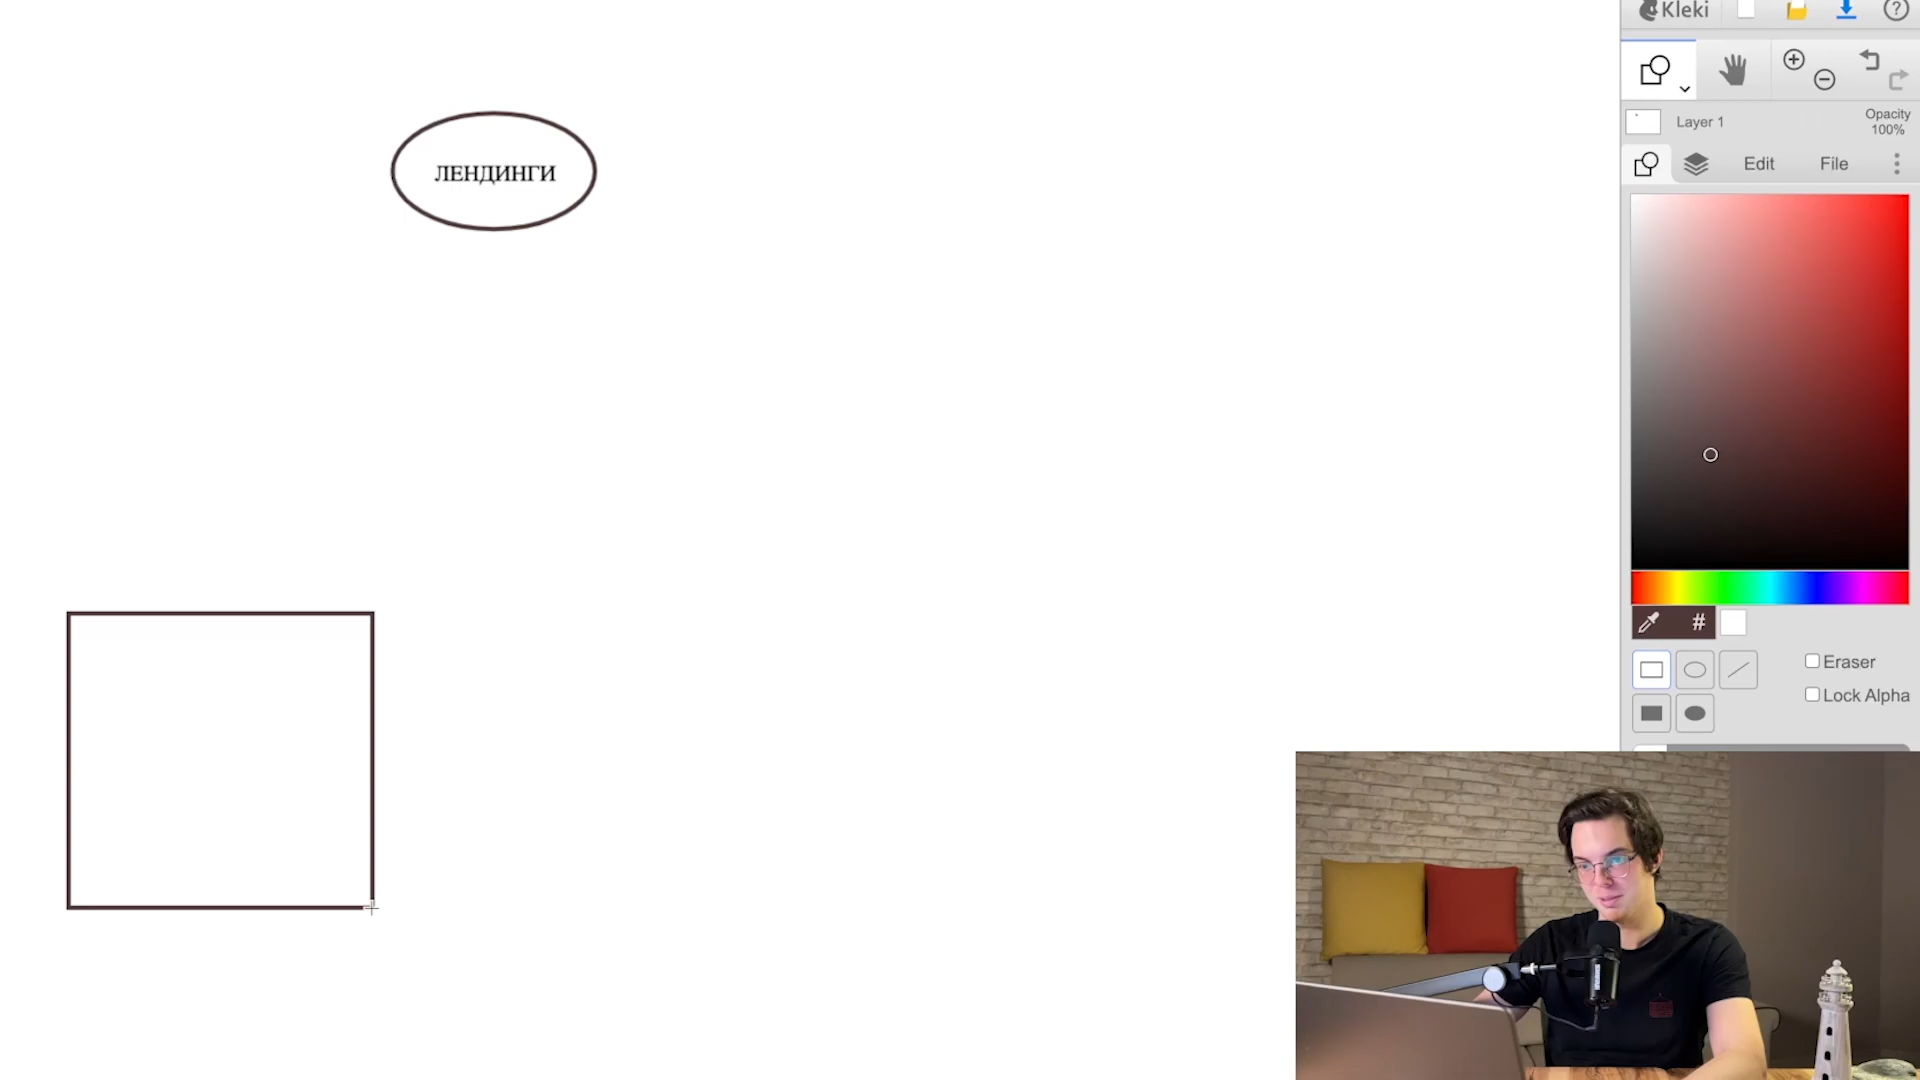 Kleki
?
Layer 1
Opacity
100%
Edit
File
ЛЕНДИНГИ
#
Eraser
Lock Alpha